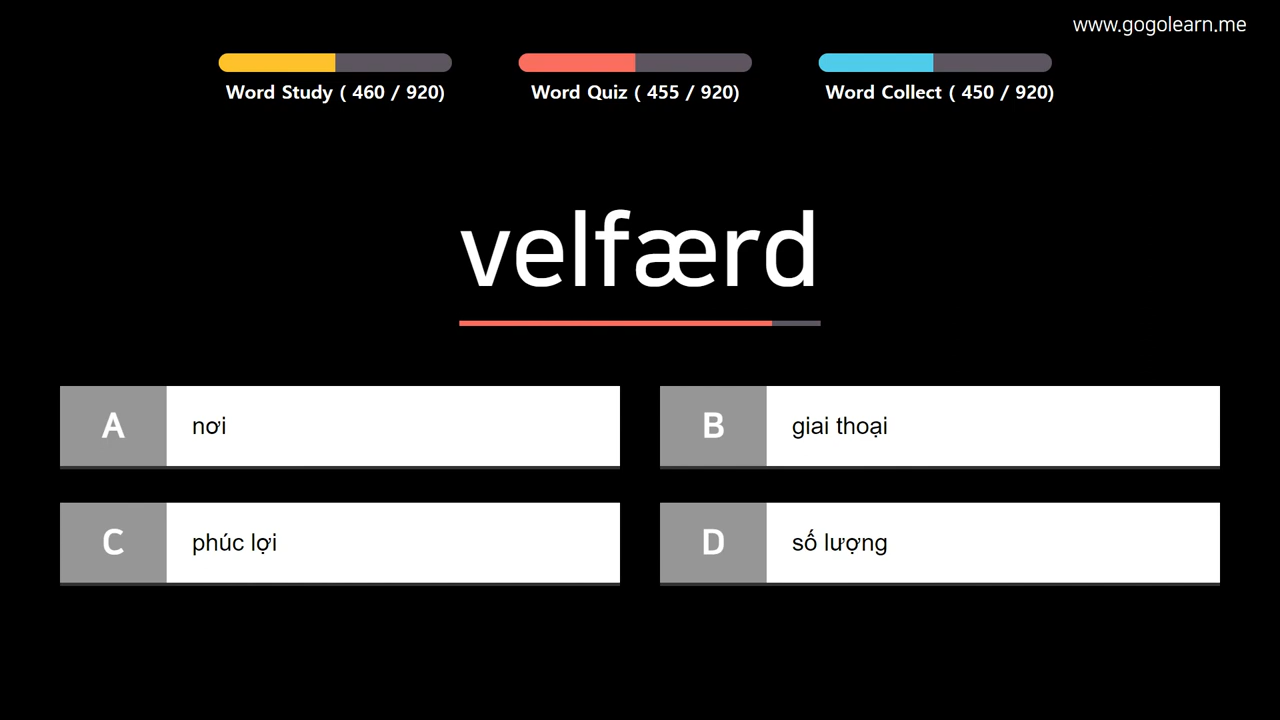 www.gogolearn.me
Word Study ( 460 / 920)
Word Quiz ( 455 / 920)
Word Collect ( 450 / 920)
velfærd
A
nơi
B
giai thoại
C
phúc lợi
D
số lượng